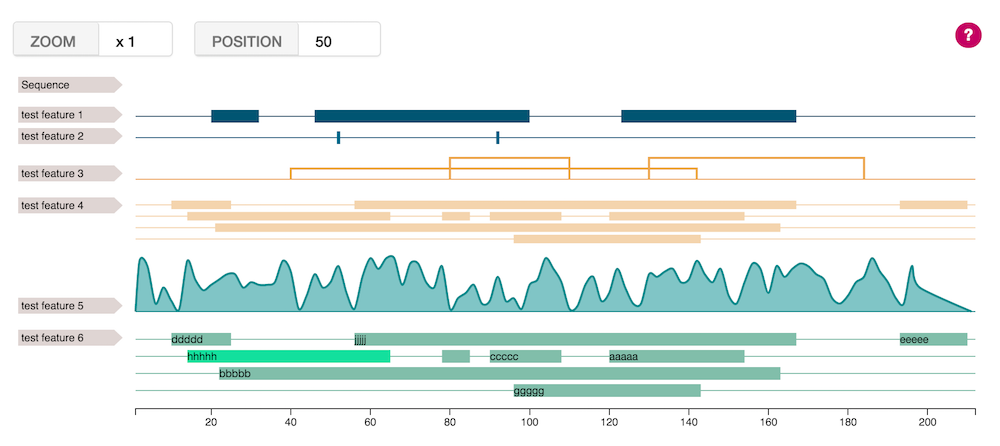 ZOOM x 1 POSITION 50 ?
Sequence
test feature 1
test feature 2
test feature 3
test feature 4
test feature 5
test feature 6
ddddd jjjjj eeeee
hhhhh ccccc aaaaa
bbbbb
ggggg
20 40 60 80 100 120 140 160 180 200